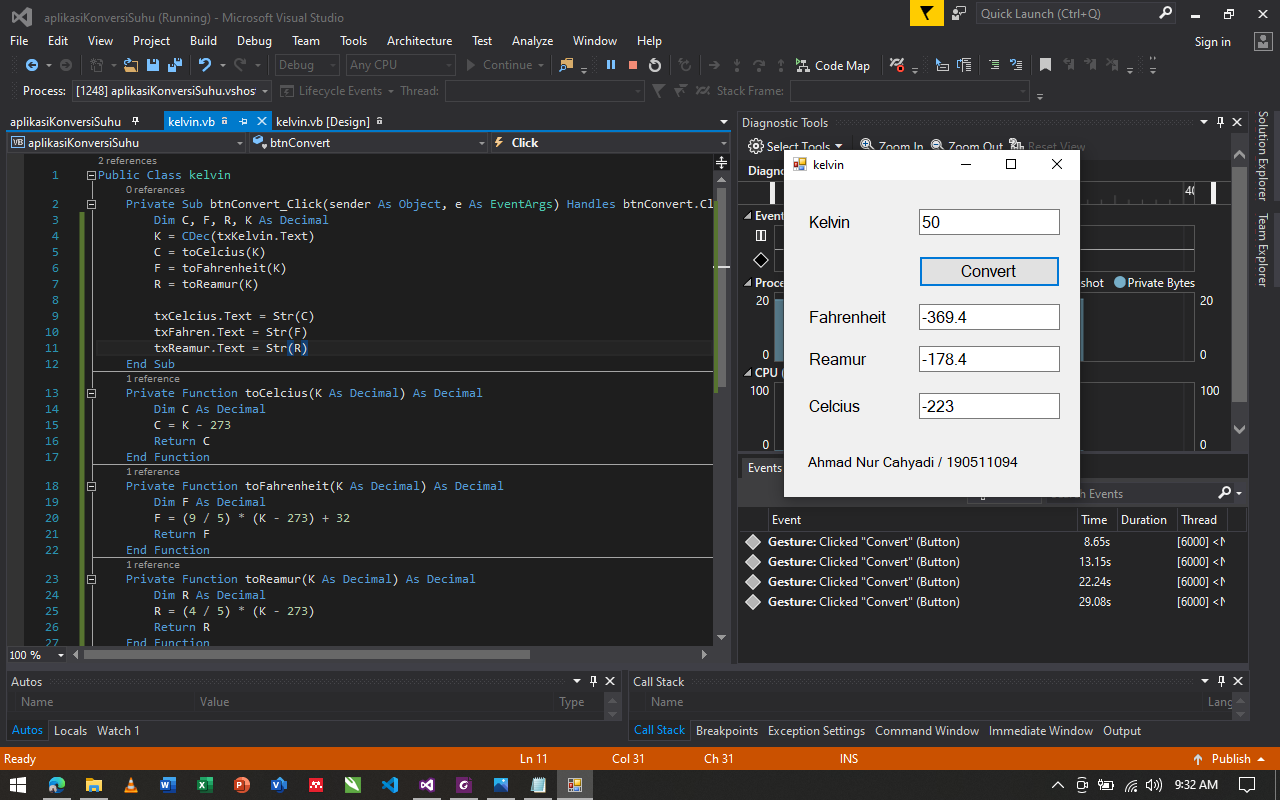 aplikasiKonversiSuhu (Running) - Microsoft Visual Studio
Quick Launch (Ctrl+Q)
File Edit View Project Build Debug Team Tools Architecture Test Analyze Window Help
Sign in
Debug Any CPU Continue Code Map
Process: [1248] aplikasiKonversiSuhu.vshos Lifecycle Events Thread: Stack Frame:
aplikasiKonversiSuhu kelvin.vb kelvin.vb [Design]
VB aplikasiKonversiSuhu btnConvert Click
2 references
1 Public Class kelvin
0 references
2 Private Sub btnConvert_Click(sender As Object, e As EventArgs) Handles btnConvert.Cl
3 Dim C, F, R, K As Decimal
4 K = CDec(txKelvin.Text)
5 C = toCelcius(K)
6 F = toFahrenheit(K)
7 R = toReamur(K)
8
9 txCelcius.Text = Str(C)
10 txFahren.Text = Str(F)
11 txReamur.Text = Str(R)
12 End Sub
1 reference
13 Private Function toCelcius(K As Decimal) As Decimal
14 Dim C As Decimal
15 C = K - 273
16 Return C
17 End Function
1 reference
18 Private Function toFahrenheit(K As Decimal) As Decimal
19 Dim F As Decimal
20 F = (9 / 5) * (K - 273) + 32
21 Return F
22 End Function
1 reference
23 Private Function toReamur(K As Decimal) As Decimal
24 Dim R As Decimal
25 R = (4 / 5) * (K - 273)
26 Return R
27 End Function
100 %
Diagnostic Tools
Select Tools Zoom In Zoom Out Reset View
Diagno
40
Event
Proce shot Private Bytes
20 20
0 0
CPU (
100 100
0 0
kelvin
Kelvin 50
Convert
Fahrenheit -369.4
Reamur -178.4
Celcius -223
Ahmad Nur Cahyadi / 190511094
Events Events
Event Time Duration Thread
Gesture: Clicked "Convert" (Button) 8.65s [6000] <N
Gesture: Clicked "Convert" (Button) 13.15s [6000] <N
Gesture: Clicked "Convert" (Button) 22.24s [6000] <N
Gesture: Clicked "Convert" (Button) 29.08s [6000] <N
Solution Explorer
Team Explorer
Autos
Name Value Type
Autos Locals Watch 1
Call Stack
Name Lang
Call Stack Breakpoints Exception Settings Command Window Immediate Window Output
Ready Ln 11 Col 31 Ch 31 INS Publish
9:32 AM